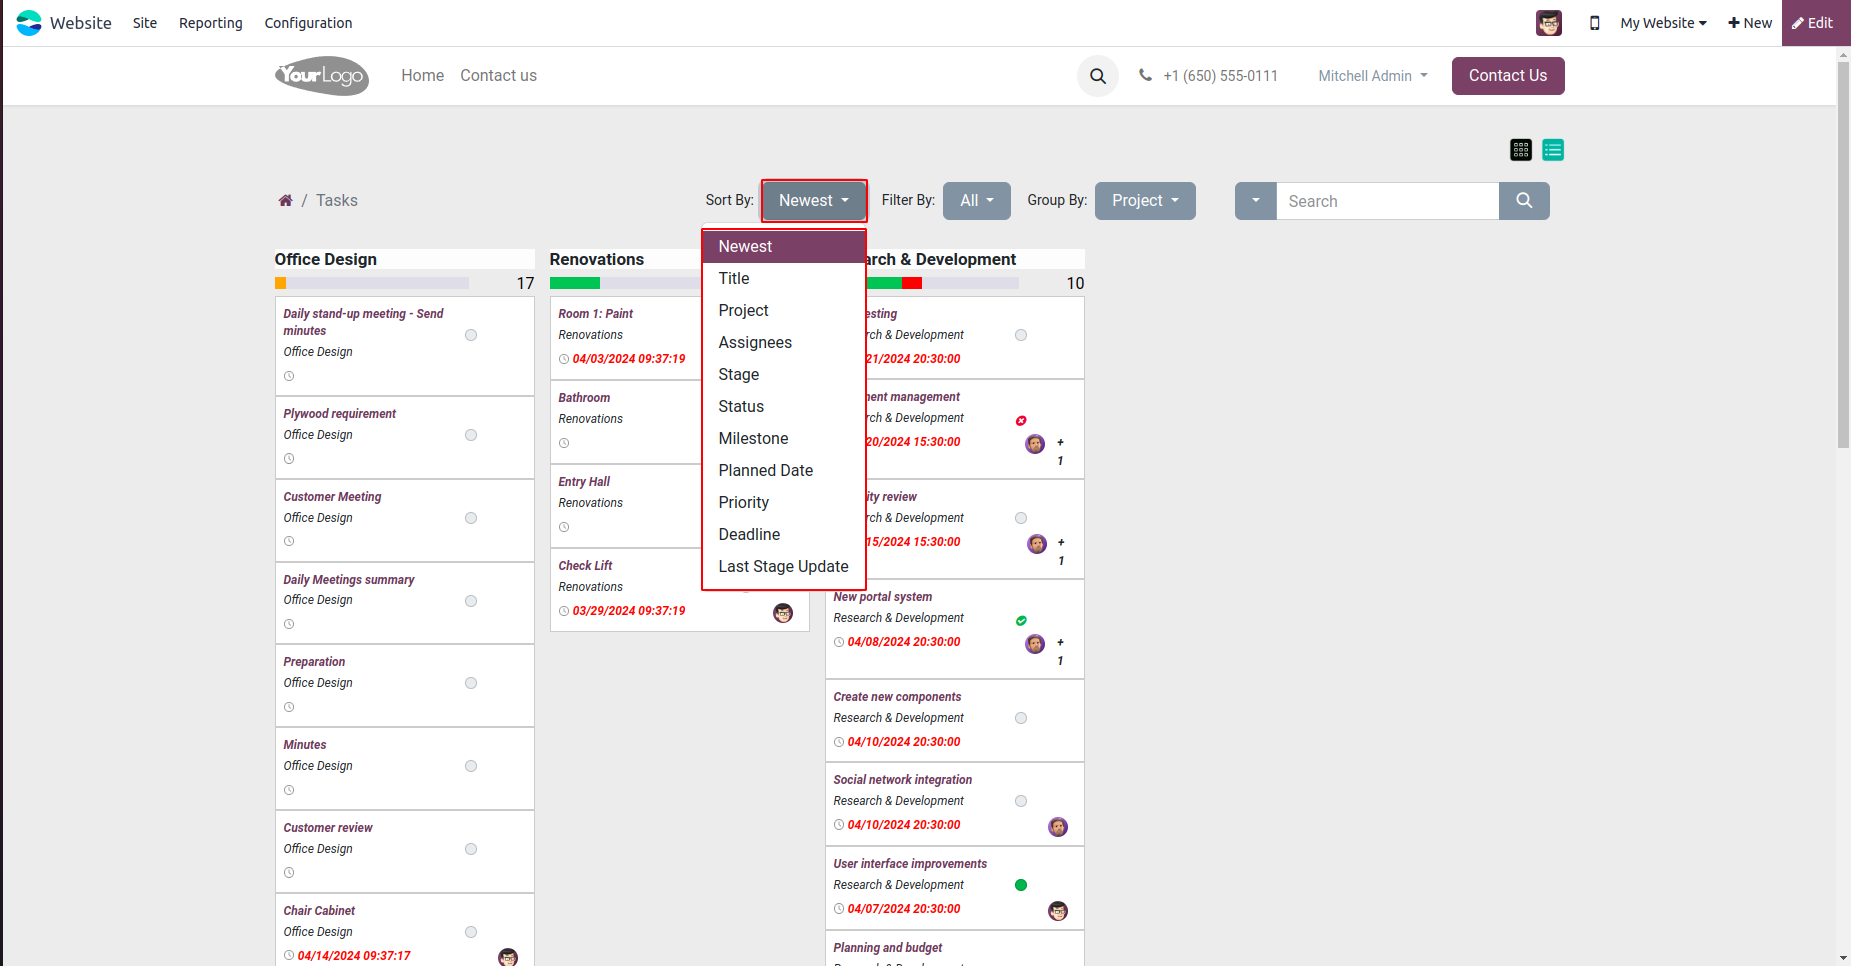 Website
Site
Reporting
Configuration
My Website
New
Edit
YourLogo
Home
Contact us
+1 (650) 555-0111
Mitchell Admin
Contact Us
/ Tasks
Sort By:
Newest
Filter By:
All
Group By:
Project
Search
Newest
Title
Project
Assignees
Stage
Status
Milestone
Planned Date
Priority
Deadline
Last Stage Update
Office Design
17
Daily stand-up meeting - Send
minutes
Office Design
Plywood requirement
Office Design
Customer Meeting
Office Design
Daily Meetings summary
Office Design
Preparation
Office Design
Minutes
Office Design
Customer review
Office Design
Chair Cabinet
Office Design
04/14/2024 09:37:17
Renovations
Room 1: Paint
Renovations
04/03/2024 09:37:19
Bathroom
Renovations
Entry Hall
Renovations
Check Lift
Renovations
03/29/2024 09:37:19
arch & Development
10
esting
rch & Development
21/2024 20:30:00
ent management
rch & Development
20/2024 15:30:00
+
1
ity review
rch & Development
15/2024 15:30:00
+
1
New portal system
Research & Development
04/08/2024 20:30:00
+
1
Create new components
Research & Development
04/10/2024 20:30:00
Social network integration
Research & Development
04/10/2024 20:30:00
User interface improvements
Research & Development
04/07/2024 20:30:00
Planning and budget